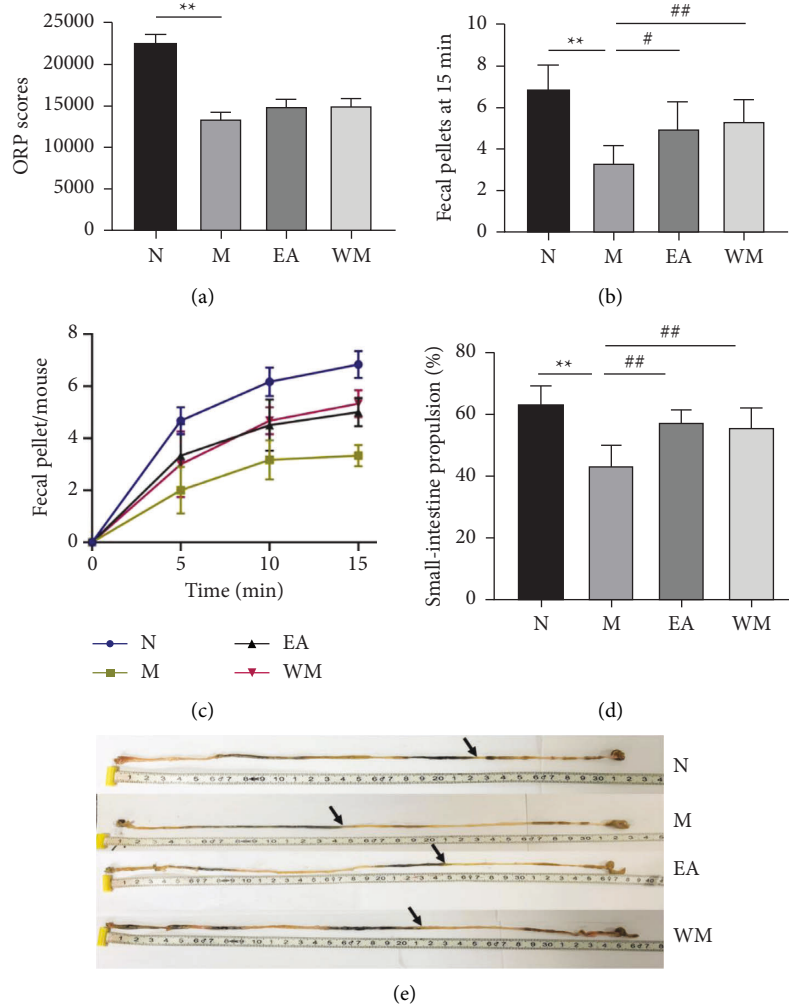 **
25000
20000
15000
10000
5000
0
ORP scores
N M EA WM
(a)
##
** #
10
8
6
4
2
0
Fecal pellets at 15 min
N M EA WM
(b)
8
6
4
2
0
Fecal pellet/mouse
0 5 10 15
Time (min)
N EA
M WM
(c)
##
** ##
80
60
40
20
0
Small-intestine propulsion (%)
N M EA WM
(d)
N
M
EA
WM
(e)